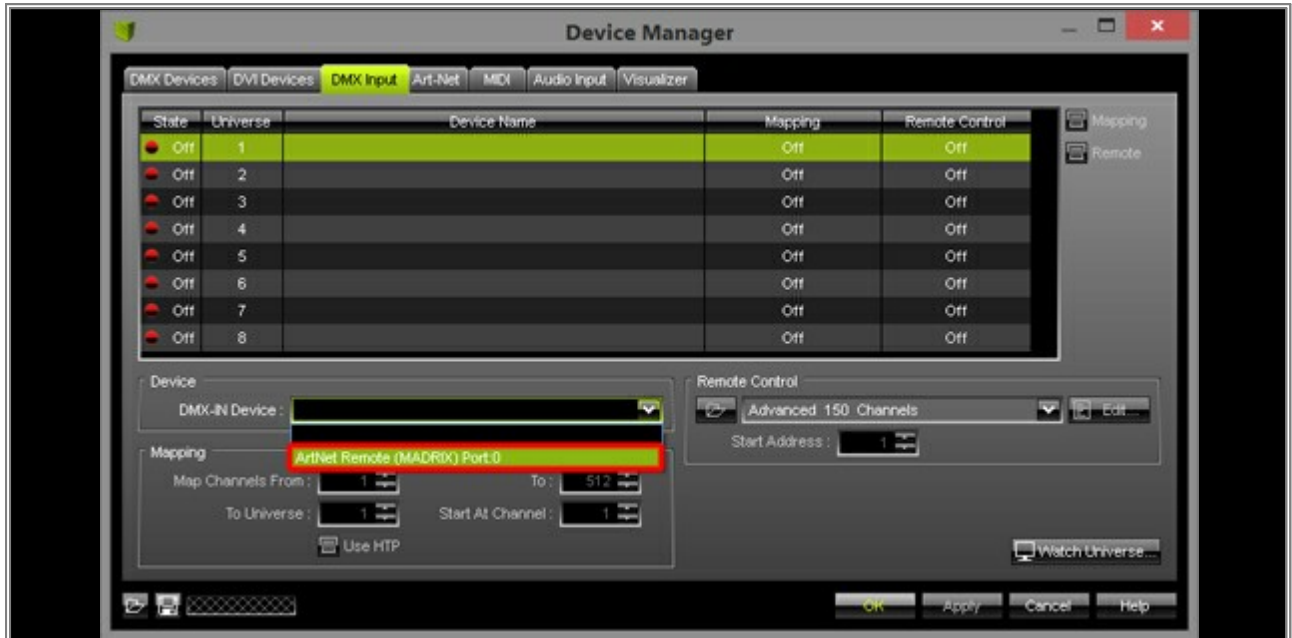 Device Manager
DMX Devices DVI Devices DMX Input Art-Net MIDI Audio Input Visualizer
State Universe Device Name Mapping Remote Control
Mapping
Off 1 Off Off
Remote
Off 2 Off Off
Off 3 Off Off
Off 4 Off Off
Off 5 Off Off
Off 6 Off Off
Off 7 Off Off
Off 8 Off Off
Device
DMX-IN Device :
ArtNet Remote (MADRIX) Port:0
Remote Control
Advanced 150 Channels Edit...
Start Address : 1
Mapping
Map Channels From : 1 To : 512
To Universe : 1 Start At Channel : 1
Use HTP
Watch Universe...
OK Apply Cancel Help